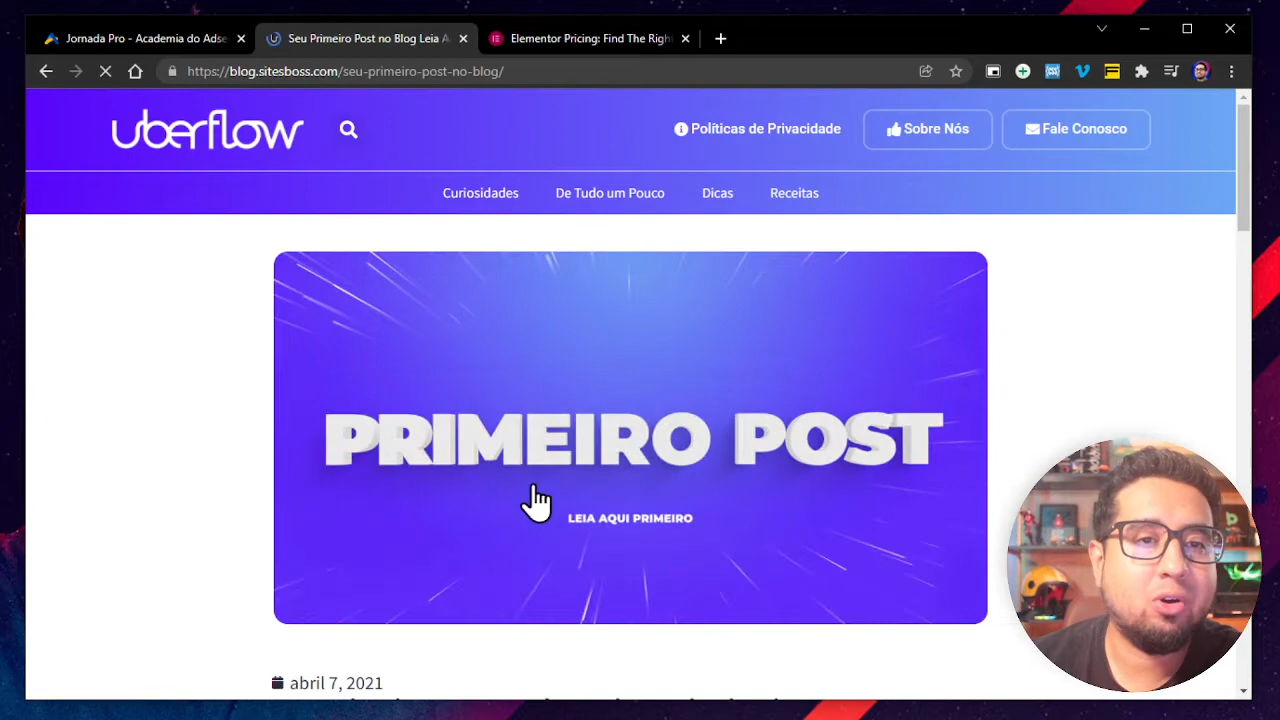 Jornada Pro - Academia do Adse
Seu Primeiro Post no Blog Leia A
Elementor Pricing: Find The Righ
https://blog.sitesboss.com/seu-primeiro-post-no-blog/
uberflow
Políticas de Privacidade
Sobre Nós
Fale Conosco
Curiosidades
De Tudo um Pouco
Dicas
Receitas
PRIMEIRO POST
LEIA AQUI PRIMEIRO
abril 7, 2021